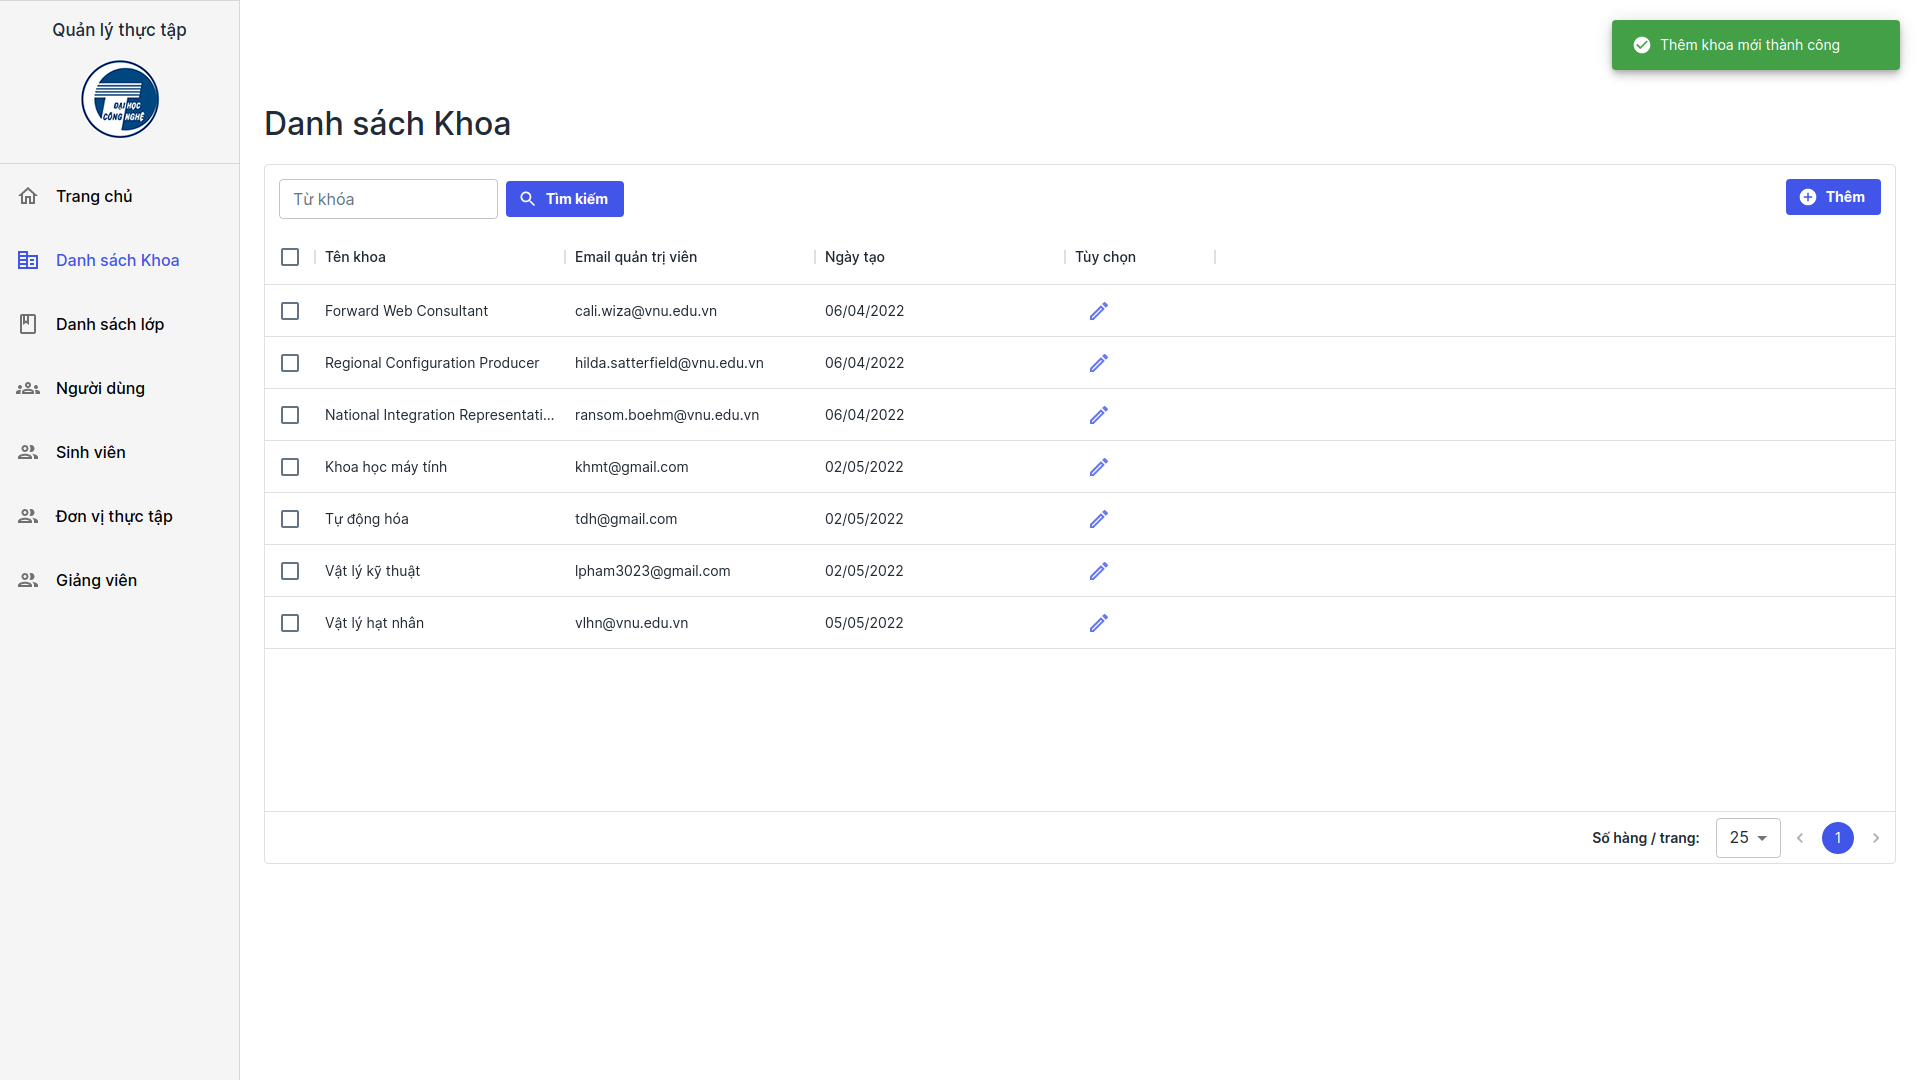 Quản lý thực tập
ĐẠI HỌC
CÔNG NGHỆ
Thêm khoa mới thành công
Trang chủ
Danh sách Khoa
Danh sách lớp
Người dùng
Sinh viên
Đơn vị thực tập
Giảng viên
Danh sách Khoa
Từ khóa
Tìm kiếm
Thêm
Tên khoa Email quản trị viên Ngày tạo Tùy chọn
Forward Web Consultant cali.wiza@vnu.edu.vn 06/04/2022
Regional Configuration Producer hilda.satterfield@vnu.edu.vn 06/04/2022
National Integration Representati... ransom.boehm@vnu.edu.vn 06/04/2022
Khoa học máy tính khmt@gmail.com 02/05/2022
Tự động hóa tdh@gmail.com 02/05/2022
Vật lý kỹ thuật lpham3023@gmail.com 02/05/2022
Vật lý hạt nhân vlhn@vnu.edu.vn 05/05/2022
Số hàng / trang: 25 1